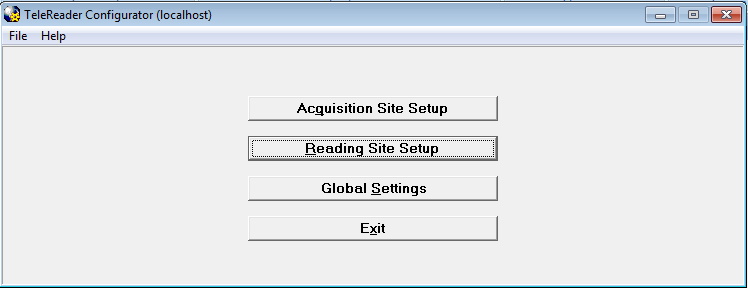 TeleReader Configurator (localhost)
File Help
Acquisition Site Setup
Reading Site Setup
Global Settings
Exit